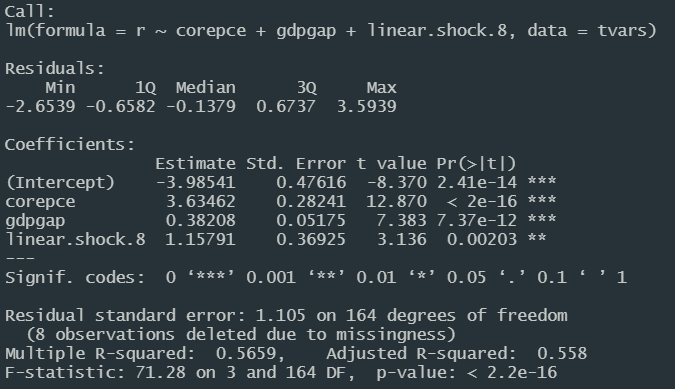 Call:
lm(formula = r ~ corepce + gdpgap + linear.shock.8, data = tvars)
Residuals:
    Min      1Q  Median      3Q     Max
-2.6539 -0.6582 -0.1379  0.6737  3.5939
Coefficients:
               Estimate Std. Error t value Pr(>|t|)
(Intercept)    -3.98541    0.47616  -8.370 2.41e-14 ***
corepce         3.63462    0.28241  12.870  < 2e-16 ***
gdpgap          0.38208    0.05175   7.383 7.37e-12 ***
linear.shock.8  1.15791    0.36925   3.136  0.00203 **
---
Signif. codes:  0 ‘***’ 0.001 ‘**’ 0.01 ‘*’ 0.05 ‘.’ 0.1 ‘ ’ 1
Residual standard error: 1.105 on 164 degrees of freedom
  (8 observations deleted due to missingness)
Multiple R-squared:  0.5659,    Adjusted R-squared:  0.558
F-statistic: 71.28 on 3 and 164 DF,  p-value: < 2.2e-16